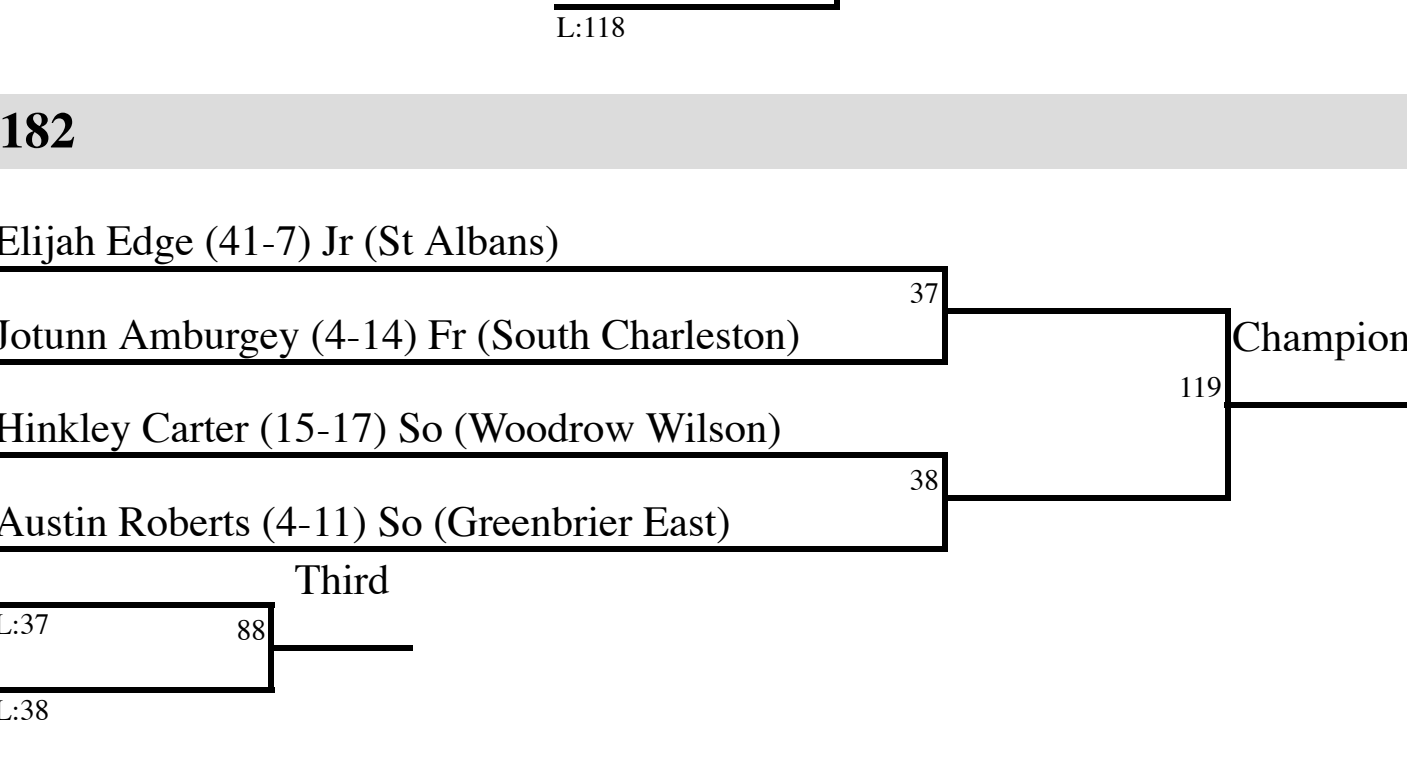 L:118
182
Elijah Edge (41-7) Jr (St Albans)
37
Jotunn Amburgey (4-14) Fr (South Charleston)
Champion
119
Hinkley Carter (15-17) So (Woodrow Wilson)
38
Austin Roberts (4-11) So (Greenbrier East)
Third
L:37
88
L:38